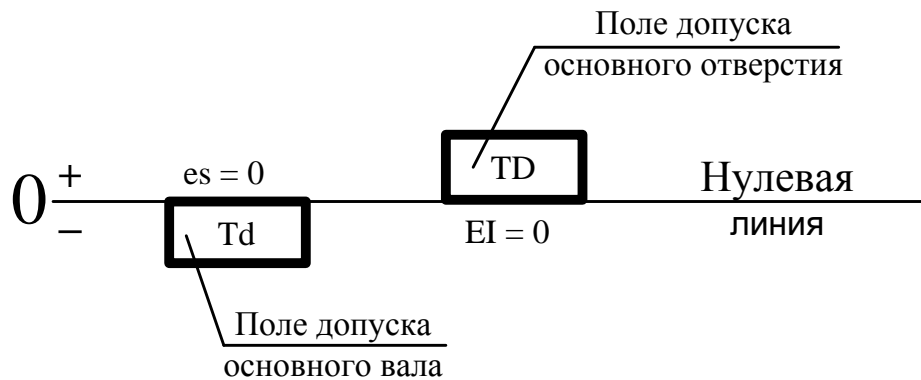 Поле допуска
основного отверстия
0
+
−
es = 0
TD
Нулевая
линия
Td
EI = 0
Поле допуска
основного вала